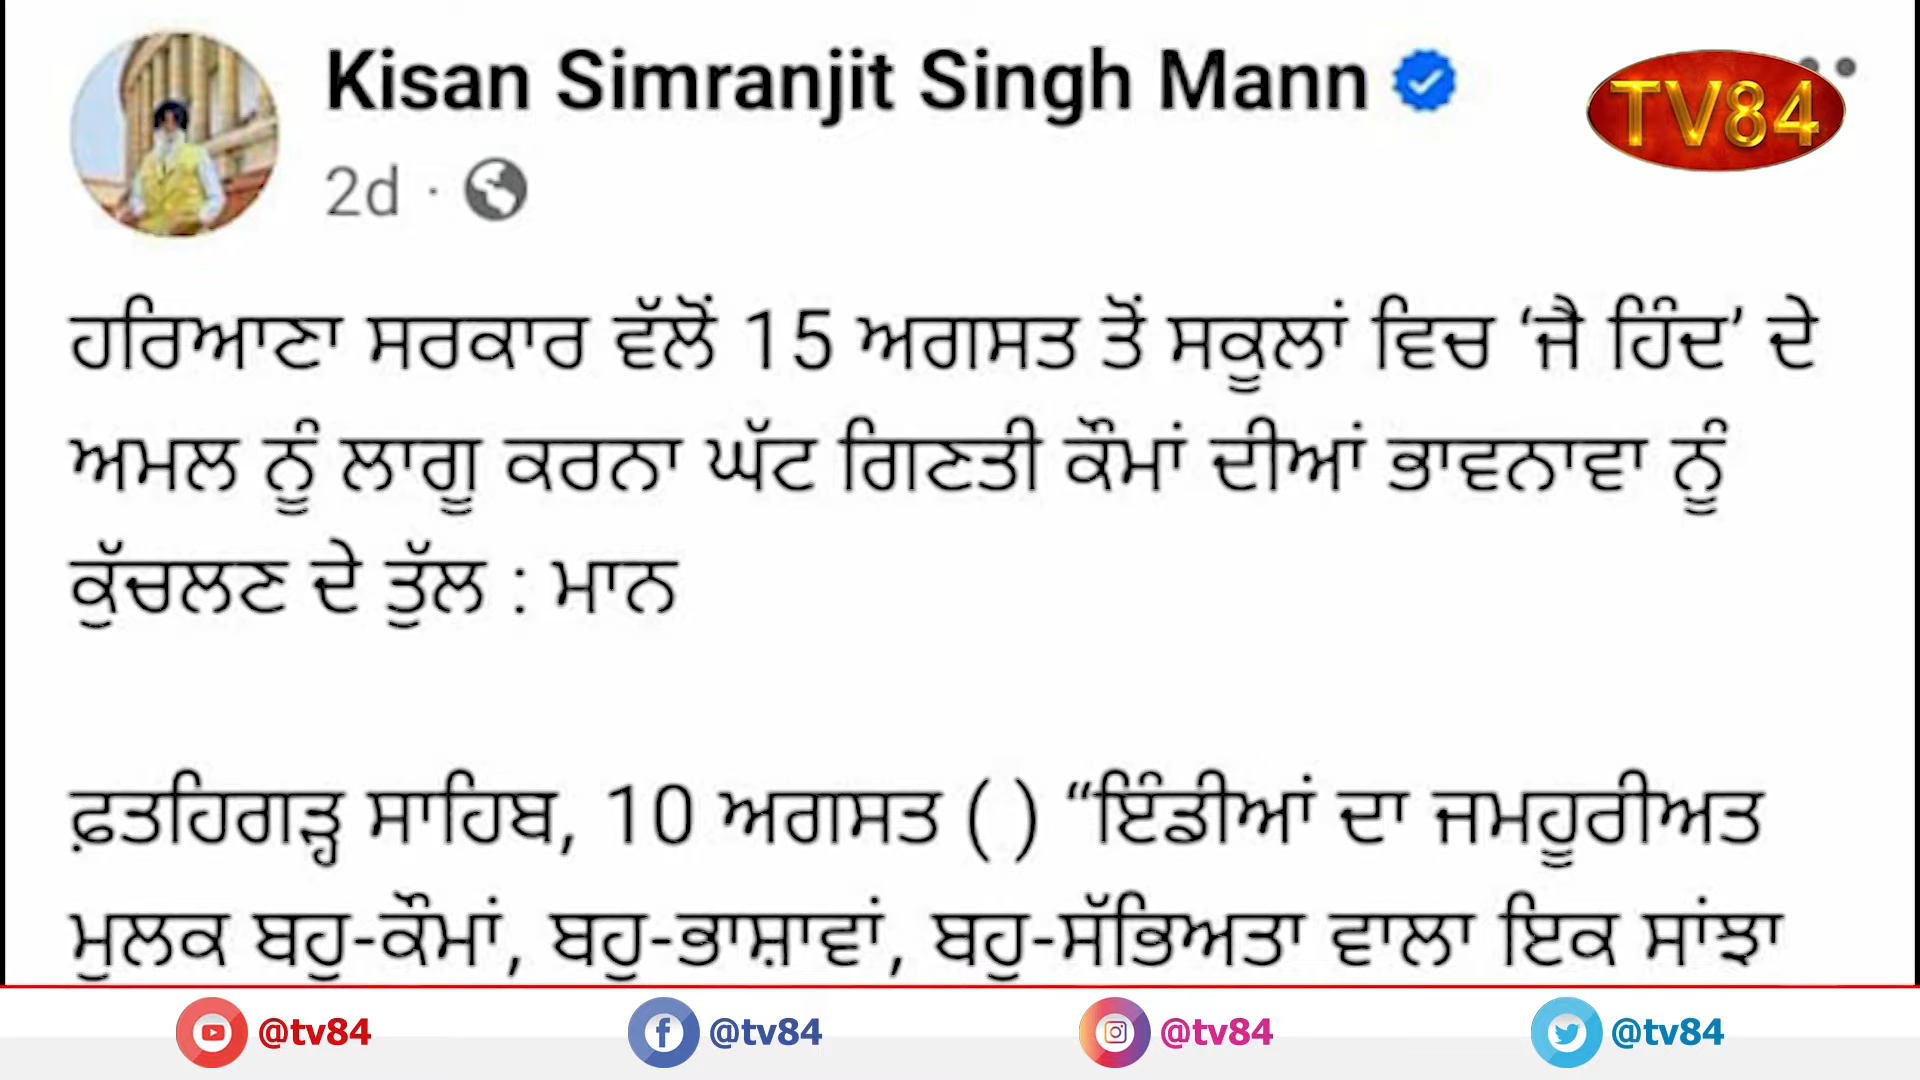 Kisan Simranjit Singh Mann
TV84
2d ·
ਹਰਿਆਣਾ ਸਰਕਾਰ ਵੱਲੋਂ 15 ਅਗਸਤ ਤੋਂ ਸਕੂਲਾਂ ਵਿਚ ‘ਜੈ ਹਿੰਦ’ ਦੇ
ਅਮਲ ਨੂੰ ਲਾਗੂ ਕਰਨਾ ਘੱਟ ਗਿਣਤੀ ਕੌਮਾਂ ਦੀਆਂ ਭਾਵਨਾਵਾ ਨੂੰ
ਕੁੱਚਲਣ ਦੇ ਤੁੱਲ : ਮਾਨ
ਫ਼ਤਹਿਗੜ੍ਹ ਸਾਹਿਬ, 10 ਅਗਸਤ ( ) “ਇੰਡੀਆਂ ਦਾ ਜਮਹੂਰੀਅਤ
ਮੁਲਕ ਬਹੁ-ਕੌਮਾਂ, ਬਹੁ-ਭਾਸ਼ਾਵਾਂ, ਬਹੁ-ਸੱਭਿਅਤਾ ਵਾਲਾ ਇਕ ਸਾਂਝਾ
@tv84 @tv84 @tv84 @tv84